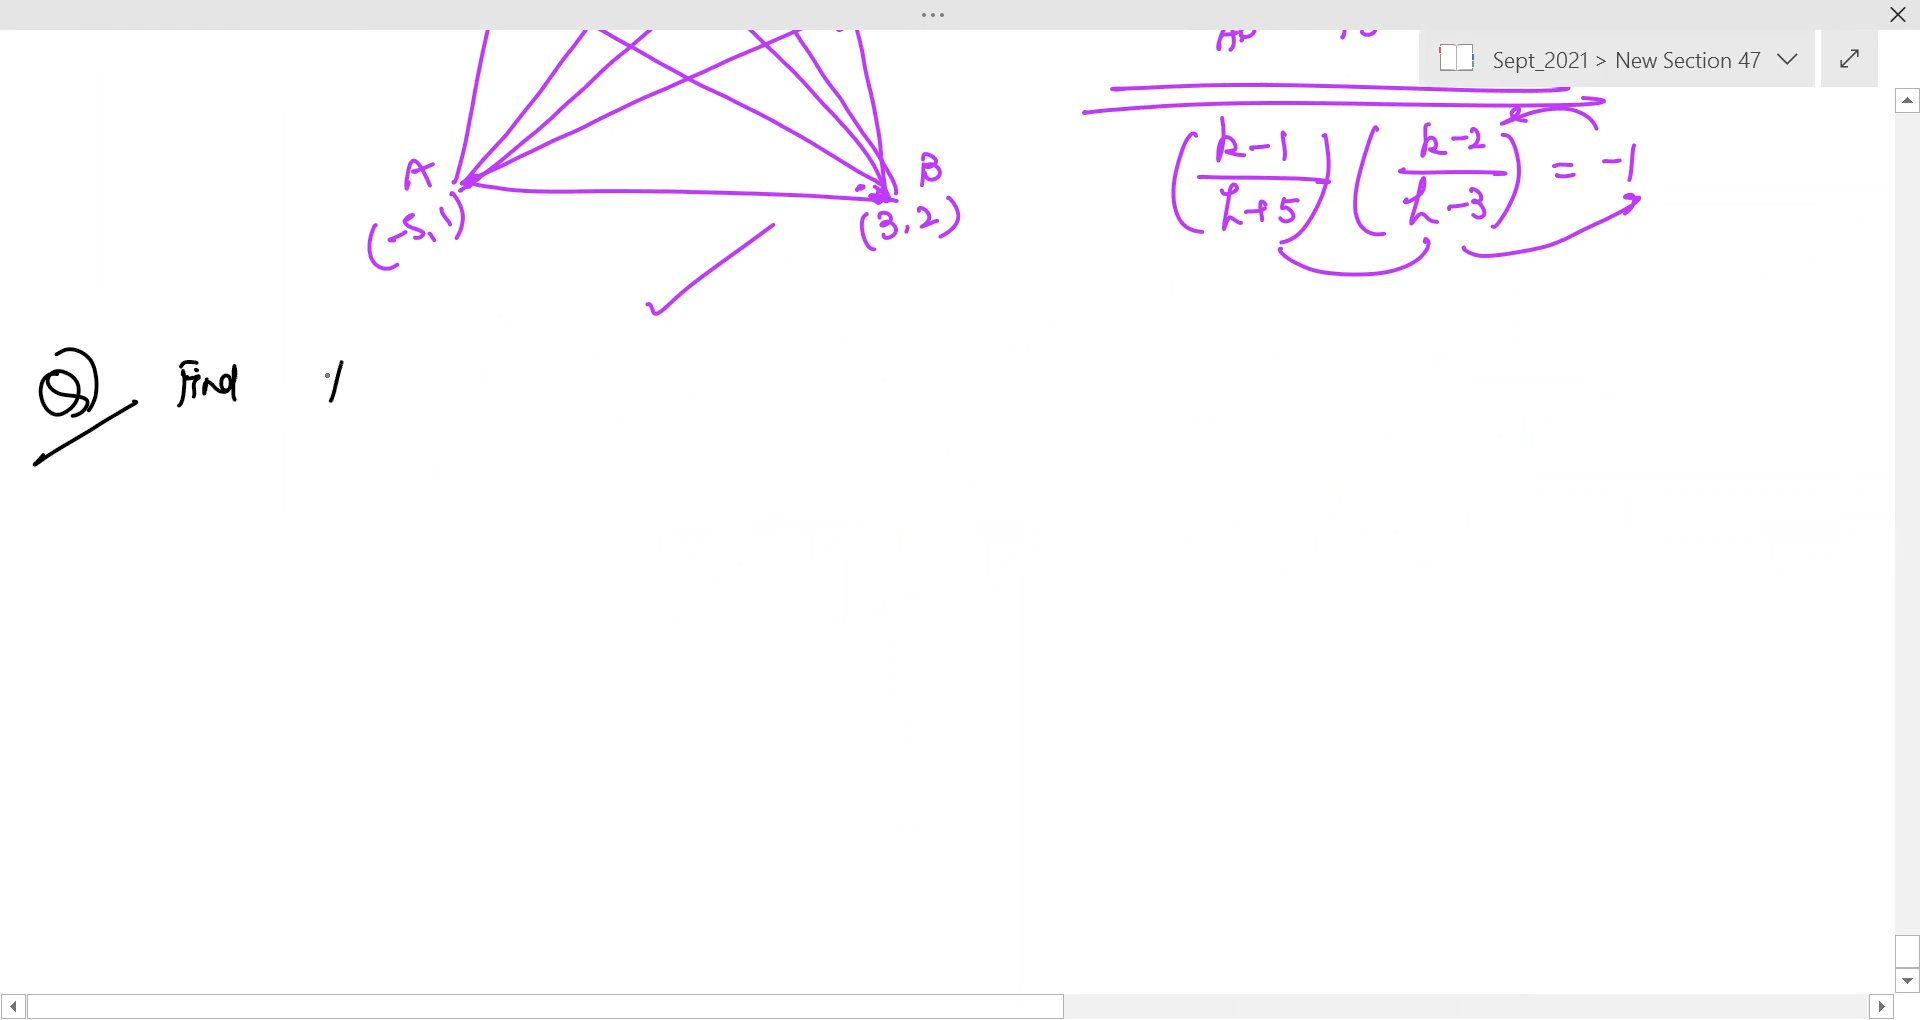 Sept_2021 > New Section 47
A
B
(-5, 1)
(3, 2)
(k-1/h+5) (k-2/h-3) = -1
Q) Find